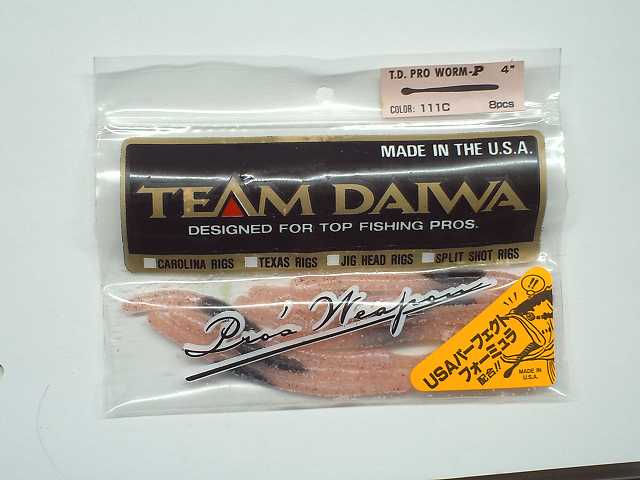 T.D. PRO WORM-P 4"
COLOR: 111C 8pcs
MADE IN THE U.S.A.
TEAM DAIWA
DESIGNED FOR TOP FISHING PROS.
CAROLINA RIGS TEXAS RIGS JIG HEAD RIGS SPLIT SHOT RIGS
Pro's Weapon
!!
USAパーフェクト
フォーミュラ
配合!!
MADE IN
U.S.A.